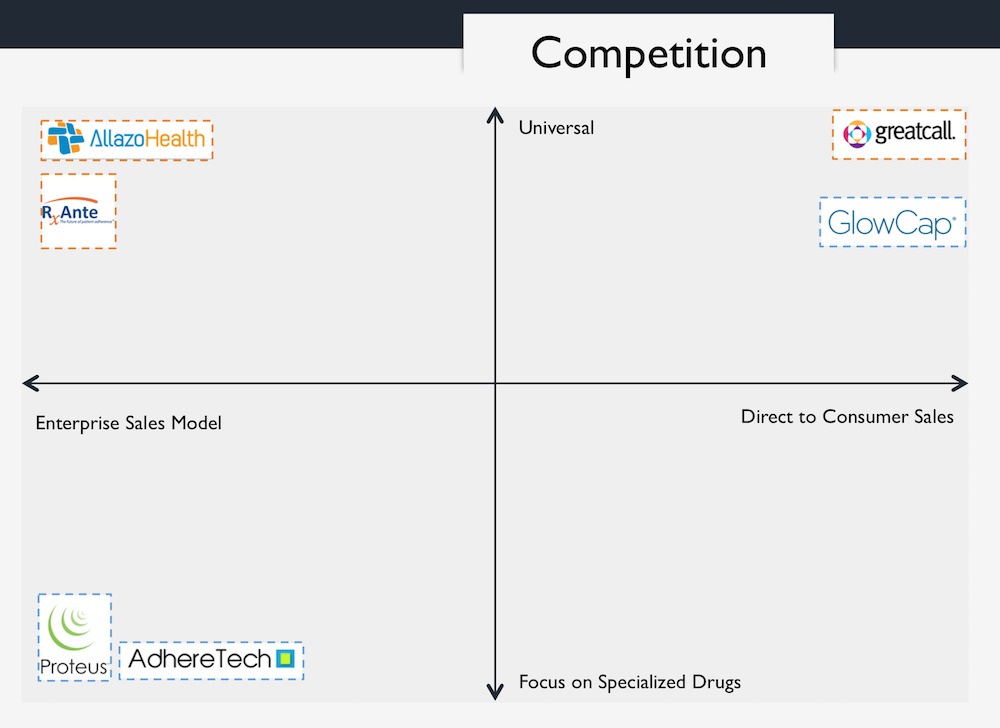 Competition
AllazoHealth
Universal
greatcall.
RxAnte
The future of patient adherence
GlowCap®
Enterprise Sales Model
Direct to Consumer Sales
Proteus
AdhereTech
Focus on Specialized Drugs